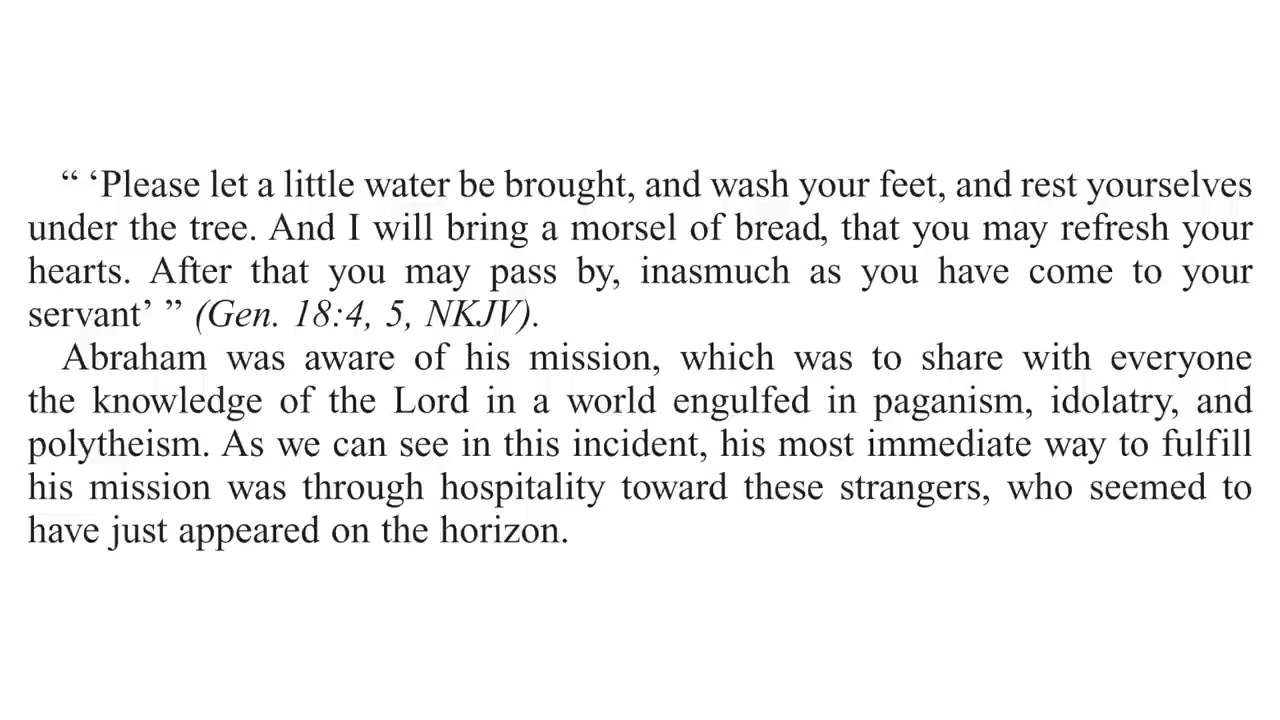 “ ‘Please let a little water be brought, and wash your feet, and rest yourselves
under the tree. And I will bring a morsel of bread, that you may refresh your
hearts. After that you may pass by, inasmuch as you have come to your
servant’ ” (Gen. 18:4, 5, NKJV).
Abraham was aware of his mission, which was to share with everyone
the knowledge of the Lord in a world engulfed in paganism, idolatry, and
polytheism. As we can see in this incident, his most immediate way to fulfill
his mission was through hospitality toward these strangers, who seemed to
have just appeared on the horizon.